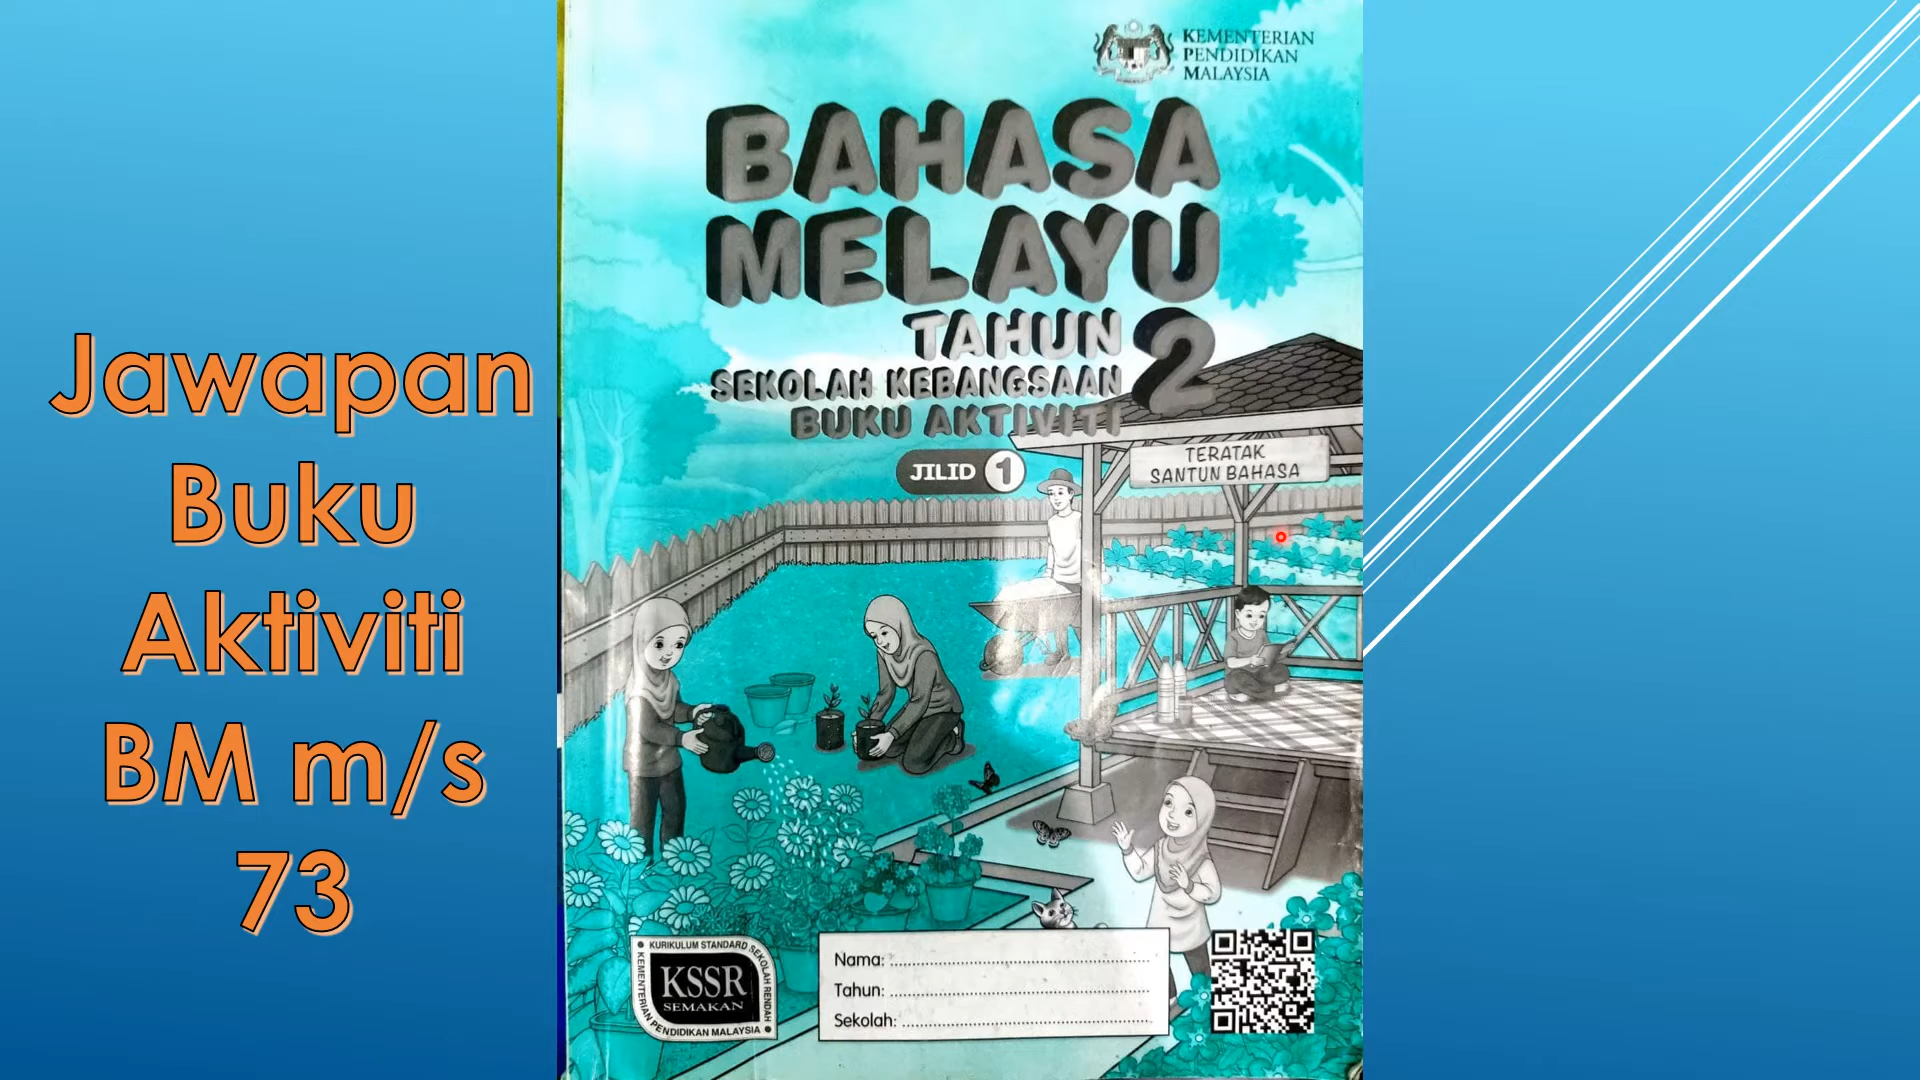 Jawapan
Buku
Aktiviti
BM m/s
73
KEMENTERIAN
PENDIDIKAN
MALAYSIA
BAHASA
MELAYU
TAHUN 2
SEKOLAH KEBANGSAAN
BUKU AKTIVITI
JILID 1
TERATAK
SANTUN BAHASA
KURIKULUM STANDARD SEKOLAH RENDAH
KSSR
SEMAKAN
KEMENTERIAN PENDIDIKAN MALAYSIA
Nama:
Tahun:
Sekolah: